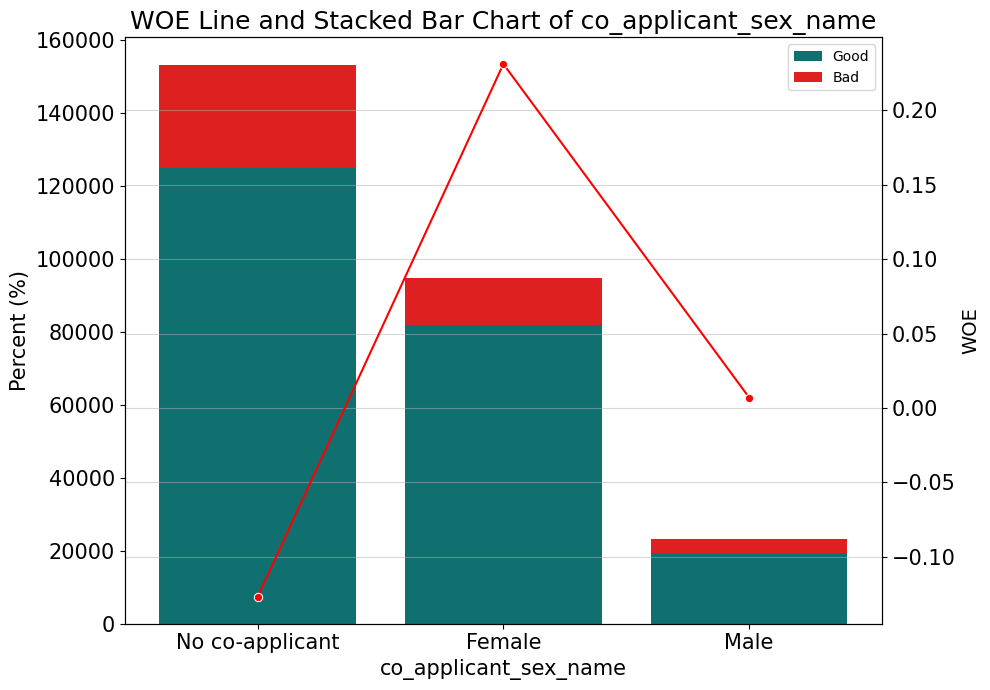 WOE Line and Stacked Bar Chart of co_applicant_sex_name
Good
Bad
Percent (%)
160000
140000
120000
100000
80000
60000
40000
20000
0
0.20
0.15
0.10
0.05
0.00
−0.05
−0.10
WOE
No co-applicant
Female
Male
co_applicant_sex_name